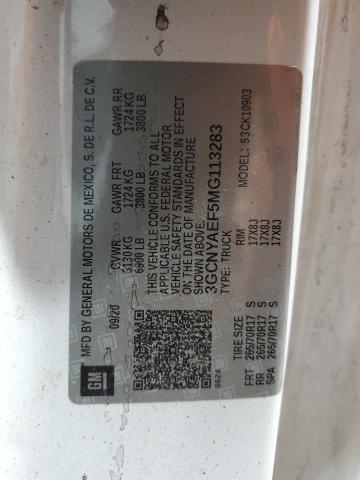 MFD BY GENERAL MOTORS DE MEXICO, S. DE R.L. DE C.V.
09/20 GVWR GAWR FRT GAWR RR
3130 KG 1724 KG 1724 KG
6900 LB 3800 LB 3800 LB
THIS VEHICLE CONFORMS TO ALL
APPLICABLE U.S. FEDERAL MOTOR
VEHICLE SAFETY STANDARDS IN EFFECT
ON THE DATE OF MANUFACTURE
SHOWN ABOVE.
3GCNYAEF5MG113283
TYPE: TRUCK MODEL: 53CK10903
TIRE SIZE RIM
FRT 265/70R17 S 17X8J
RR 265/70R17 S 17X8J
SPA 265/70R17 S 17X8J
GM
8624